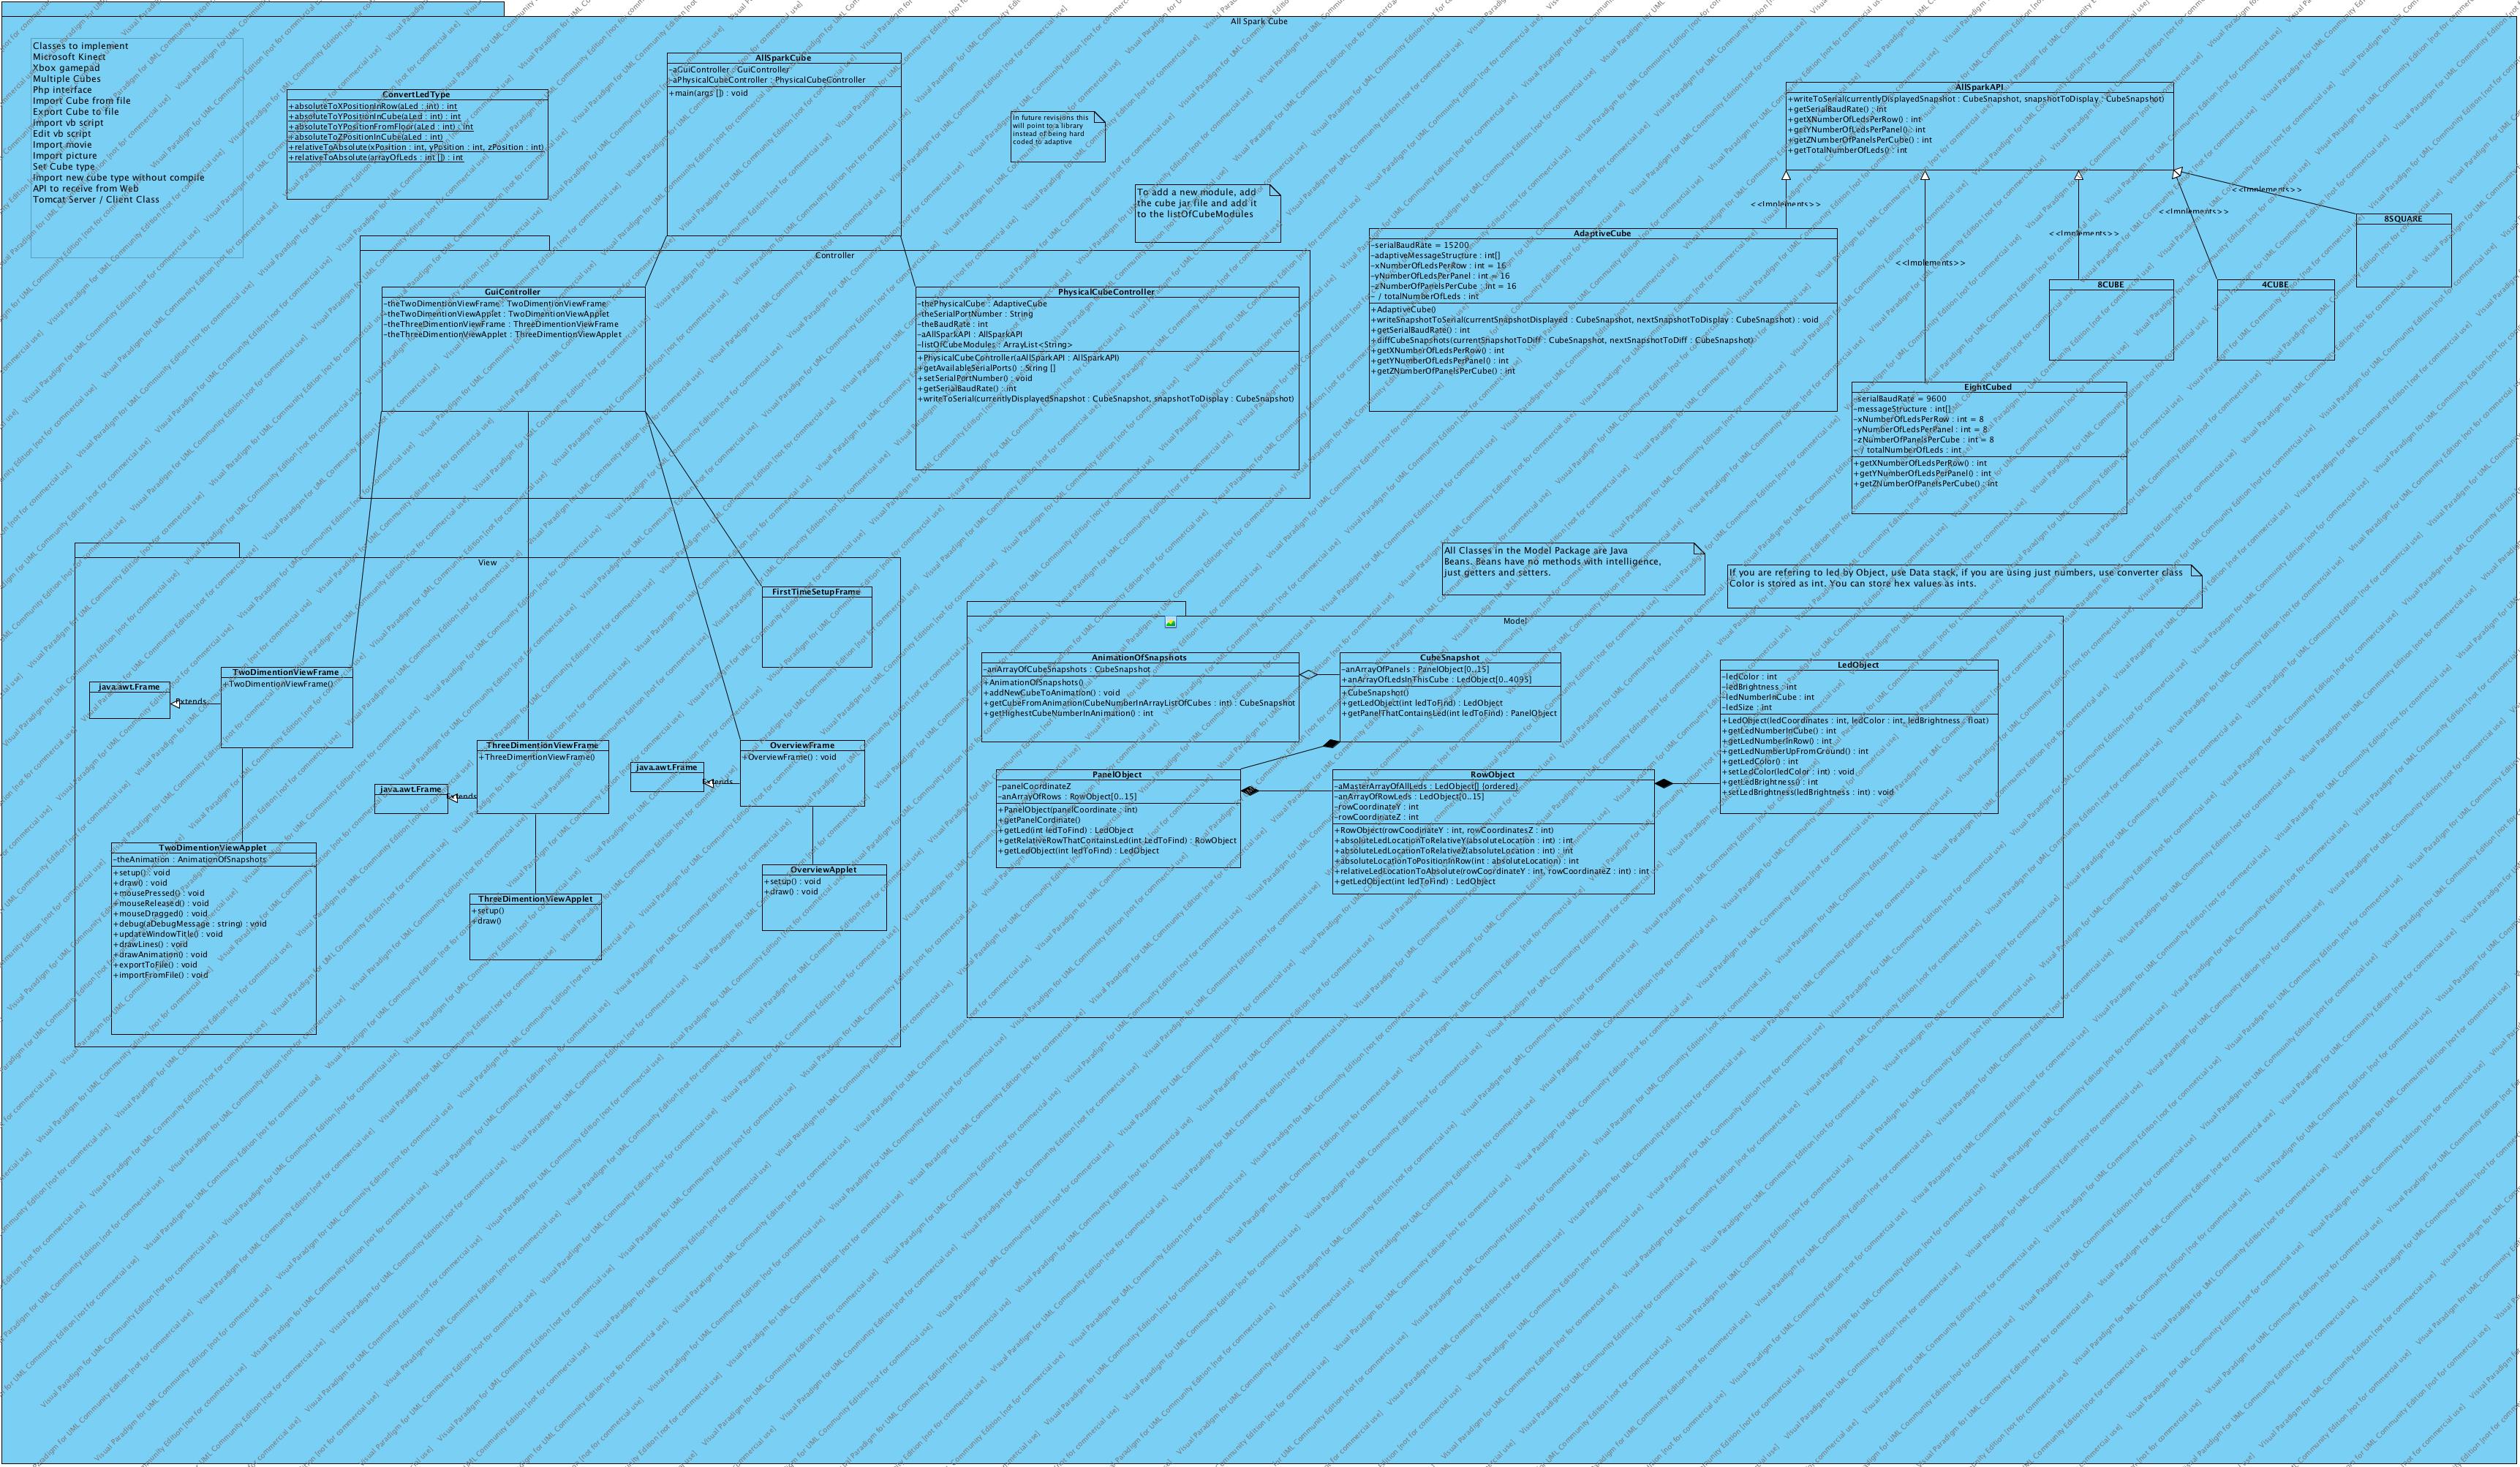 All Spark Cube
Classes to implement
Microsoft Kinect
Xbox gamepad
Multiple Cubes
Php interface
Import Cube from file
Export Cube to file
Import vb script
Edit vb script
Import movie
Import picture
Set Cube type
Import new cube type without compile
API to receive from Web
Tomcat Server / Client Class
ConvertLedType
+absoluteToXPositionInRow(aLed : int) : int
+absoluteToYPositionInCube(aLed : int) : int
+absoluteToYPositionFromFloor(aLed : int) : int
+absoluteToZPositionInCube(aLed : int)
+relativeToAbsolute(xPosition : int, yPosition : int, zPosition : int)
+relativeToAbsolute(arrayOfLeds : int []) : int
AllSparkCube
-aGuiController : GuiController
-aPhysicalCubeController : PhysicalCubeController
+main(args []) : void
In future revisions this
will point to a library
instead of being hard
coded to adaptive
To add a new module, add
the cube jar file and add it
to the listOfCubeModules
AllSparkAPI
+writeToSerial(currentlyDisplayedSnapshot : CubeSnapshot, snapshotToDisplay : CubeSnapshot)
+getSerialBaudRate() : int
+getXNumberOfLedsPerRow() : int
+getYNumberOfLedsPerPanel() : int
+getZNumberOfPanelsPerCube() : int
+getTotalNumberOfLeds() : int
<<Implements>>
<<Implements>>
<<Implements>>
<<Implements>>
<<Implements>>
8SQUARE
8CUBE
4CUBE
AdaptiveCube
-serialBaudRate = 15200
-adaptiveMessageStructure : int[]
-xNumberOfLedsPerRow : int = 16
-yNumberOfLedsPerPanel : int = 16
-zNumberOfPanelsPerCube : int = 16
- / totalNumberOfLeds : int
+AdaptiveCube()
+writeSnapshotToSerial(currentSnapshotDisplayed : CubeSnapshot, nextSnapshotToDisplay : CubeSnapshot) : void
+getSerialBaudRate() : int
+diffCubeSnapshots(currentSnapshotToDiff : CubeSnapshot, nextSnapshotToDiff : CubeSnapshot)
+getXNumberOfLedsPerRow() : int
+getYNumberOfLedsPerPanel() : int
+getZNumberOfPanelsPerCube() : int
EightCubed
-serialBaudRate = 9600
-messageStructure : int[]
-xNumberOfLedsPerRow : int = 8
-yNumberOfLedsPerPanel : int = 8
-zNumberOfPanelsPerCube : int = 8
- / totalNumberOfLeds : int
+getXNumberOfLedsPerRow() : int
+getYNumberOfLedsPerPanel() : int
+getZNumberOfPanelsPerCube() : int
Controller
GuiController
-theTwoDimentionViewFrame : TwoDimentionViewFrame
-theTwoDimentionViewApplet : TwoDimentionViewApplet
-theThreeDimentionViewFrame : ThreeDimentionViewFrame
-theThreeDimentionViewApplet : ThreeDimentionViewApplet
PhysicalCubeController
-thePhysicalCube : AdaptiveCube
-theSerialPortNumber : String
-theBaudRate : int
-aAllSparkAPI : AllSparkAPI
-listOfCubeModules : ArrayList<String>
+PhysicalCubeController(aAllSparkAPI : AllSparkAPI)
+getAvailableSerialPorts() : String []
+setSerialPortNumber() : void
+getSerialBaudRate() : int
+writeToSerial(currentlyDisplayedSnapshot : CubeSnapshot, snapshotToDisplay : CubeSnapshot)
View
FirstTimeSetupFrame
java.awt.Frame
Extends
TwoDimentionViewFrame
+TwoDimentionViewFrame()
java.awt.Frame
Extends
ThreeDimentionViewFrame
+ThreeDimentionViewFrame()
java.awt.Frame
Extends
OverviewFrame
+OverviewFrame() : void
TwoDimentionViewApplet
-theAnimation : AnimationOfSnapshots
+setup() : void
+draw() : void
+mousePressed() : void
+mouseReleased() : void
+mouseDragged() : void
+debug(aDebugMessage : string) : void
+updateWindowTitle() : void
+drawLines() : void
+drawAnimation() : void
+exportToFile() : void
+importFromFile() : void
ThreeDimentionViewApplet
+setup()
+draw()
OverviewApplet
+setup() : void
+draw() : void
All Classes in the Model Package are Java
Beans. Beans have no methods with intelligence,
just getters and setters.
If you are refering to led by Object, use Data stack, if you are using just numbers, use converter class
Color is stored as int. You can store hex values as ints.
Model
AnimationOfSnapshots
-anArrayOfCubeSnapshots : CubeSnapshot
+AnimationOfSnapshots()
+addNewCubeToAnimation() : void
+getCubeFromAnimation(CubeNumberInArrayListOfCubes : int) : CubeSnapshot
+getHighestCubeNumberInAnimation() : int
CubeSnapshot
-anArrayOfPanels : PanelObject[0..15]
+anArrayOfLedsInThisCube : LedObject[0..4095]
+CubeSnapshot()
+getLedObject(int ledToFind) : LedObject
+getPanelThatContainsLed(int ledToFind) : PanelObject
LedObject
-ledColor : int
-ledBrightness : int
-ledNumberInCube : int
-ledSize : int
+LedObject(ledCoordinates : int, ledColor : int, ledBrightness : float)
+getLedNumberInCube() : int
+getLedNumberInRow() : int
+getLedNumberUpFromGround() : int
+getLedColor() : int
+setLedColor(ledColor : int) : void
+getledBrightness() : int
+setLedBrightness(ledBrightness : int) : void
PanelObject
-panelCoordinateZ
-anArrayOfRows : RowObject[0..15]
+PanelObject(panelCoordinate : int)
+getPanelCordinate()
+getLed(int ledToFind) : LedObject
+getRelativeRowThatContainsLed(int LedToFind) : RowObject
+getLedObject(int ledToFind) : LedObject
RowObject
-aMasterArrayOfAllLeds : LedObject[] {ordered}
-anArrayOfRowLeds : LedObject[0..15]
-rowCoordinateY : int
-rowCoordinateZ : int
+RowObject(rowCoodinateY : int, rowCoordinatesZ : int)
+absoluteLedLocationToRelativeY(absoluteLocation : int) : int
+absoluteLedLocationToRelativeZ(absoluteLocation : int) : int
+absoluteLocationToPositionInRow(int : absoluteLocation) : int
+relativeLedLocationToAbsolute(rowCoordinateY : int, rowCoordinateZ : int) : int
+getLedObject(int ledToFind) : LedObject
Visual Paradigm for UML Community Edition [not for commercial use]